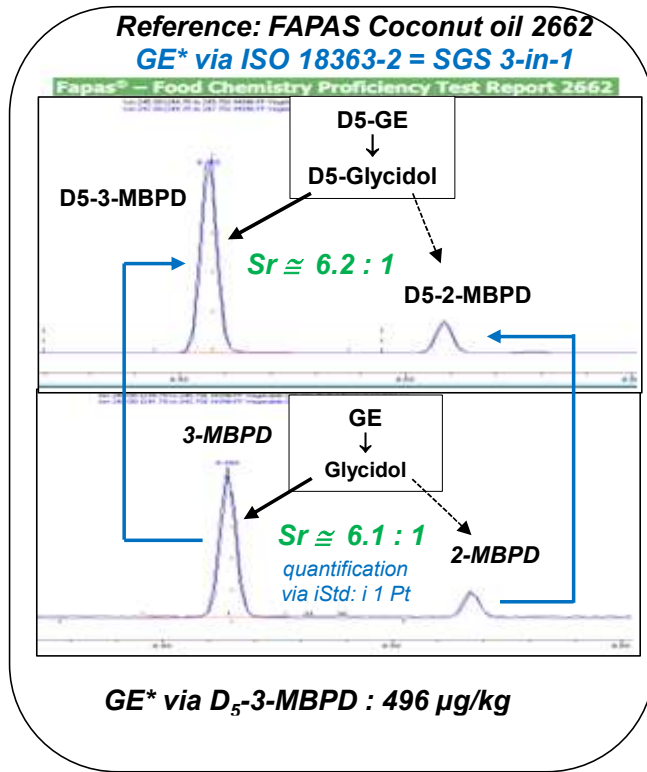 Reference: FAPAS Coconut oil 2662
GE* via ISO 18363-2 = SGS 3-in-1
Fapas® – Food Chemistry Proficiency Test Report 2662
D5-GE
↓
D5-Glycidol
D5-3-MBPD
Sr ≅ 6.2 : 1
D5-2-MBPD
3-MBPD
GE
↓
Glycidol
Sr ≅ 6.1 : 1
2-MBPD
quantification
via iStd: i 1 Pt
GE* via D₅-3-MBPD : 496 µg/kg